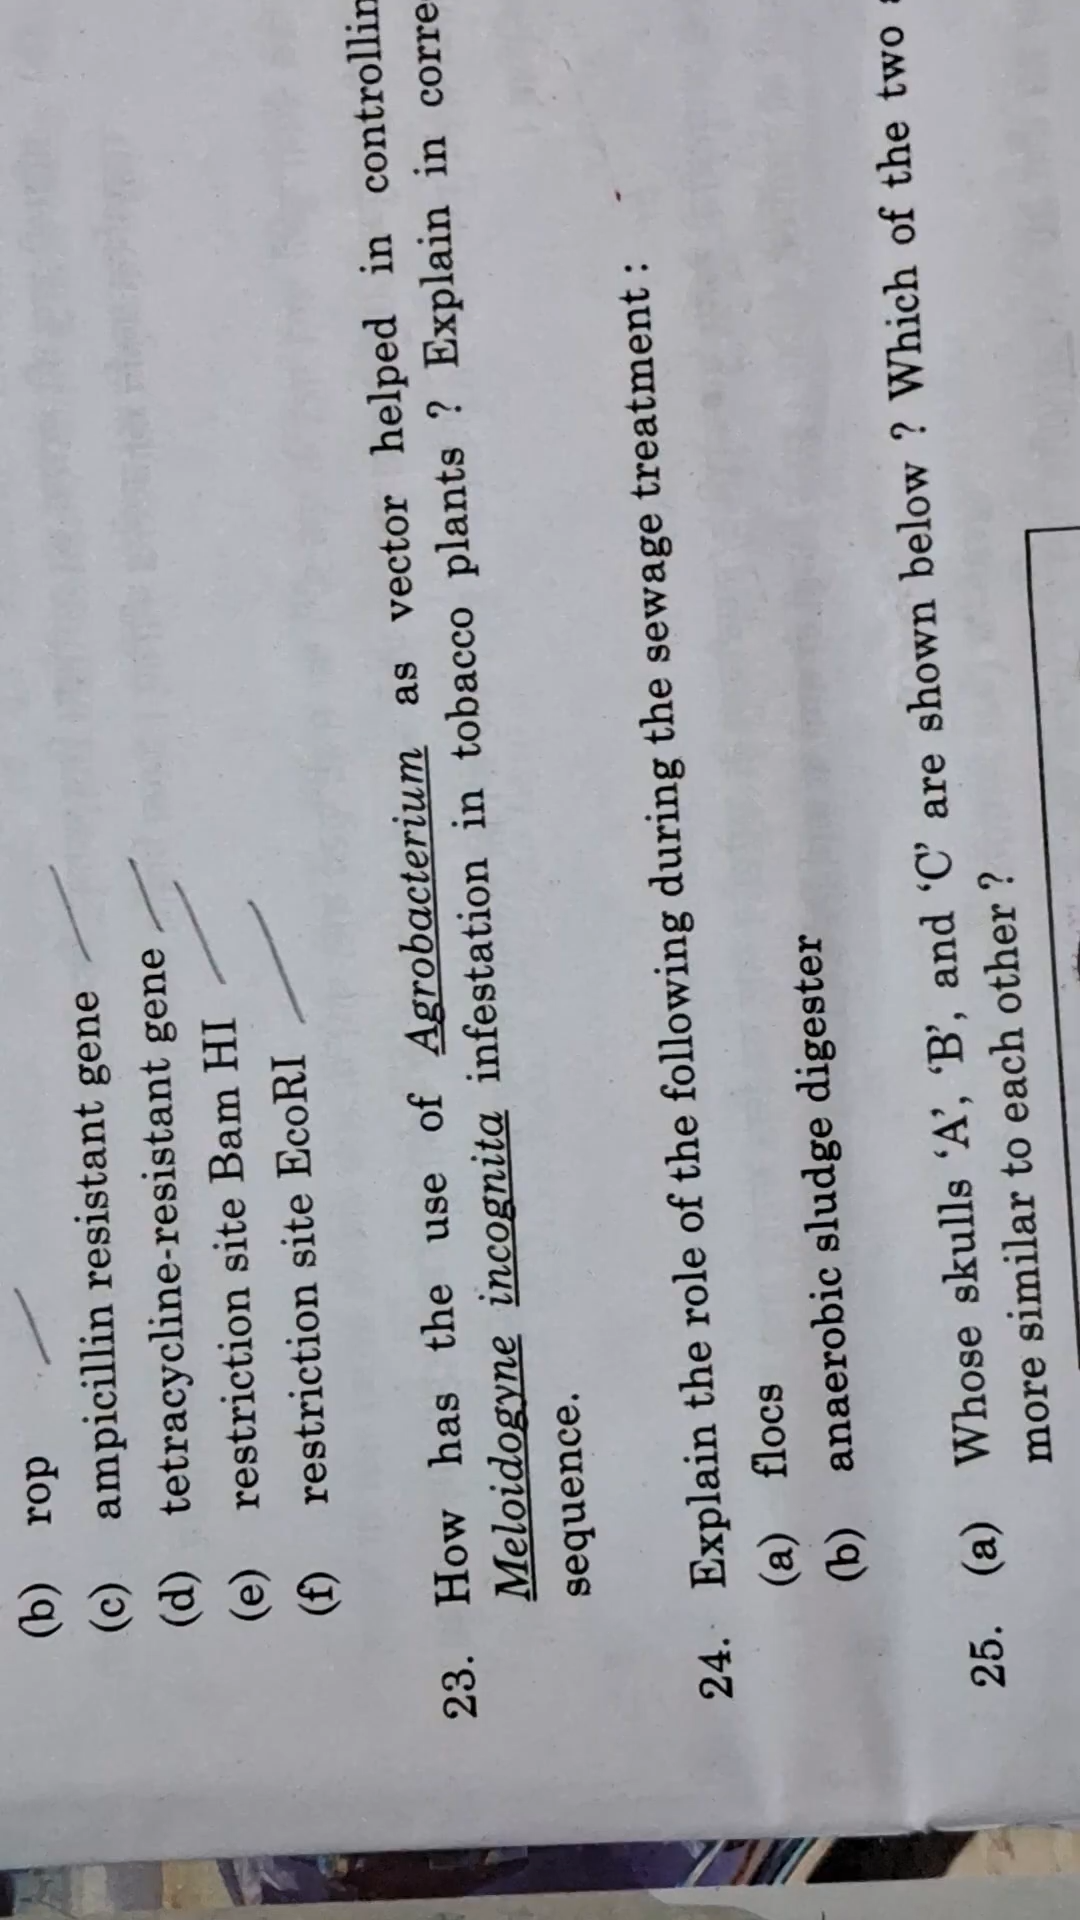 (b) rop
(c) ampicillin resistant gene
(d) tetracycline-resistant gene
(e) restriction site Bam HI
(f) restriction site EcoRI
23. How has the use of Agrobacterium as vector helped in controllin
Meloidogyne incognita infestation in tobacco plants ? Explain in corre
sequence.
24. Explain the role of the following during the sewage treatment :
(a) flocs
(b) anaerobic sludge digester
25. (a) Whose skulls ‘A’, ‘B’, and ‘C’ are shown below ? Which of the two
more similar to each other ?